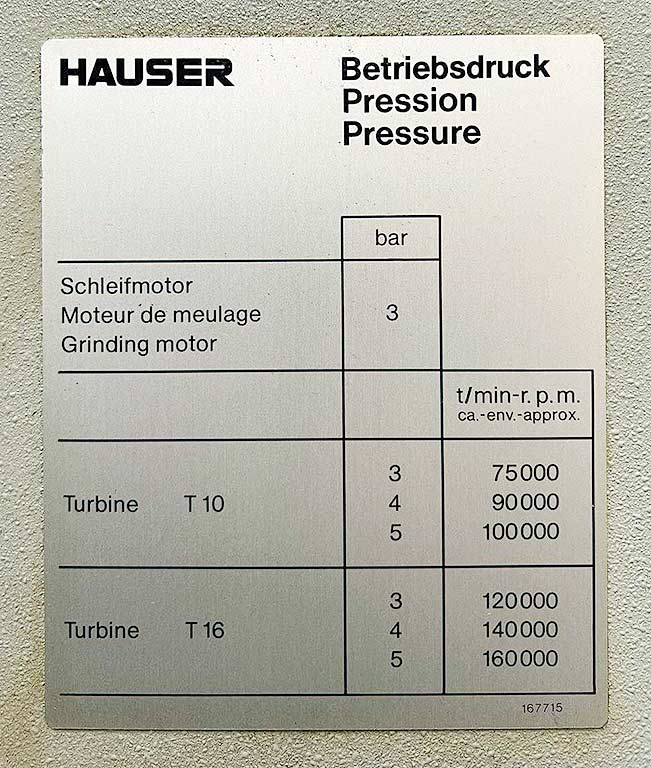 HAUSER
Betriebsdruck
Pression
Pressure
bar
Schleifmotor
Moteur de meulage
Grinding motor
3
t/min-r.p.m.
ca.-env.-approx.
Turbine T 10
3 75000
4 90000
5 100000
Turbine T 16
3 120000
4 140000
5 160000
167715